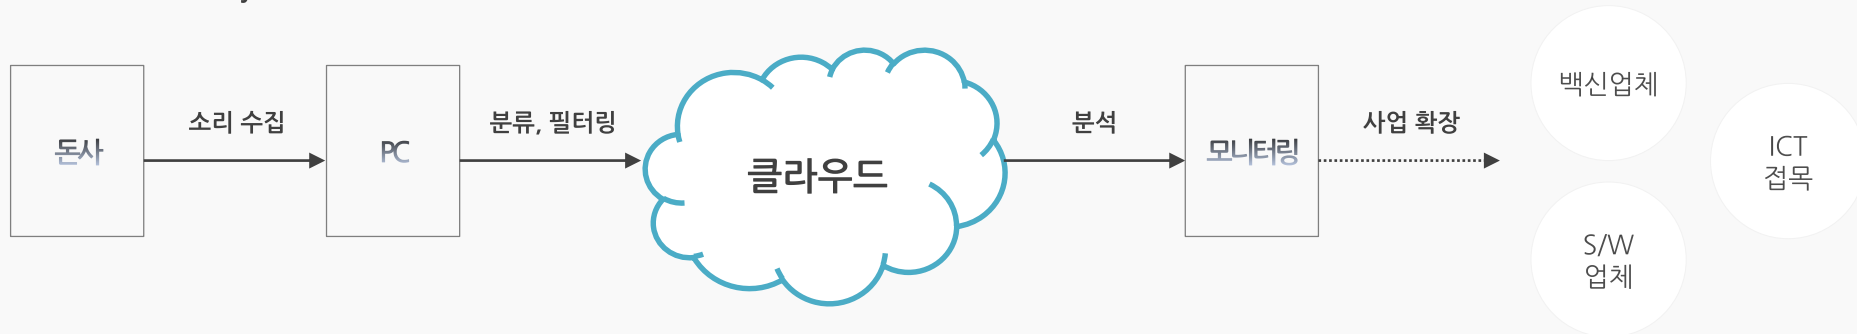 돈사
소리 수집
PC
분류, 필터링
클라우드
분석
모니터링
사업 확장
백신업체
ICT
접목
S/W
업체